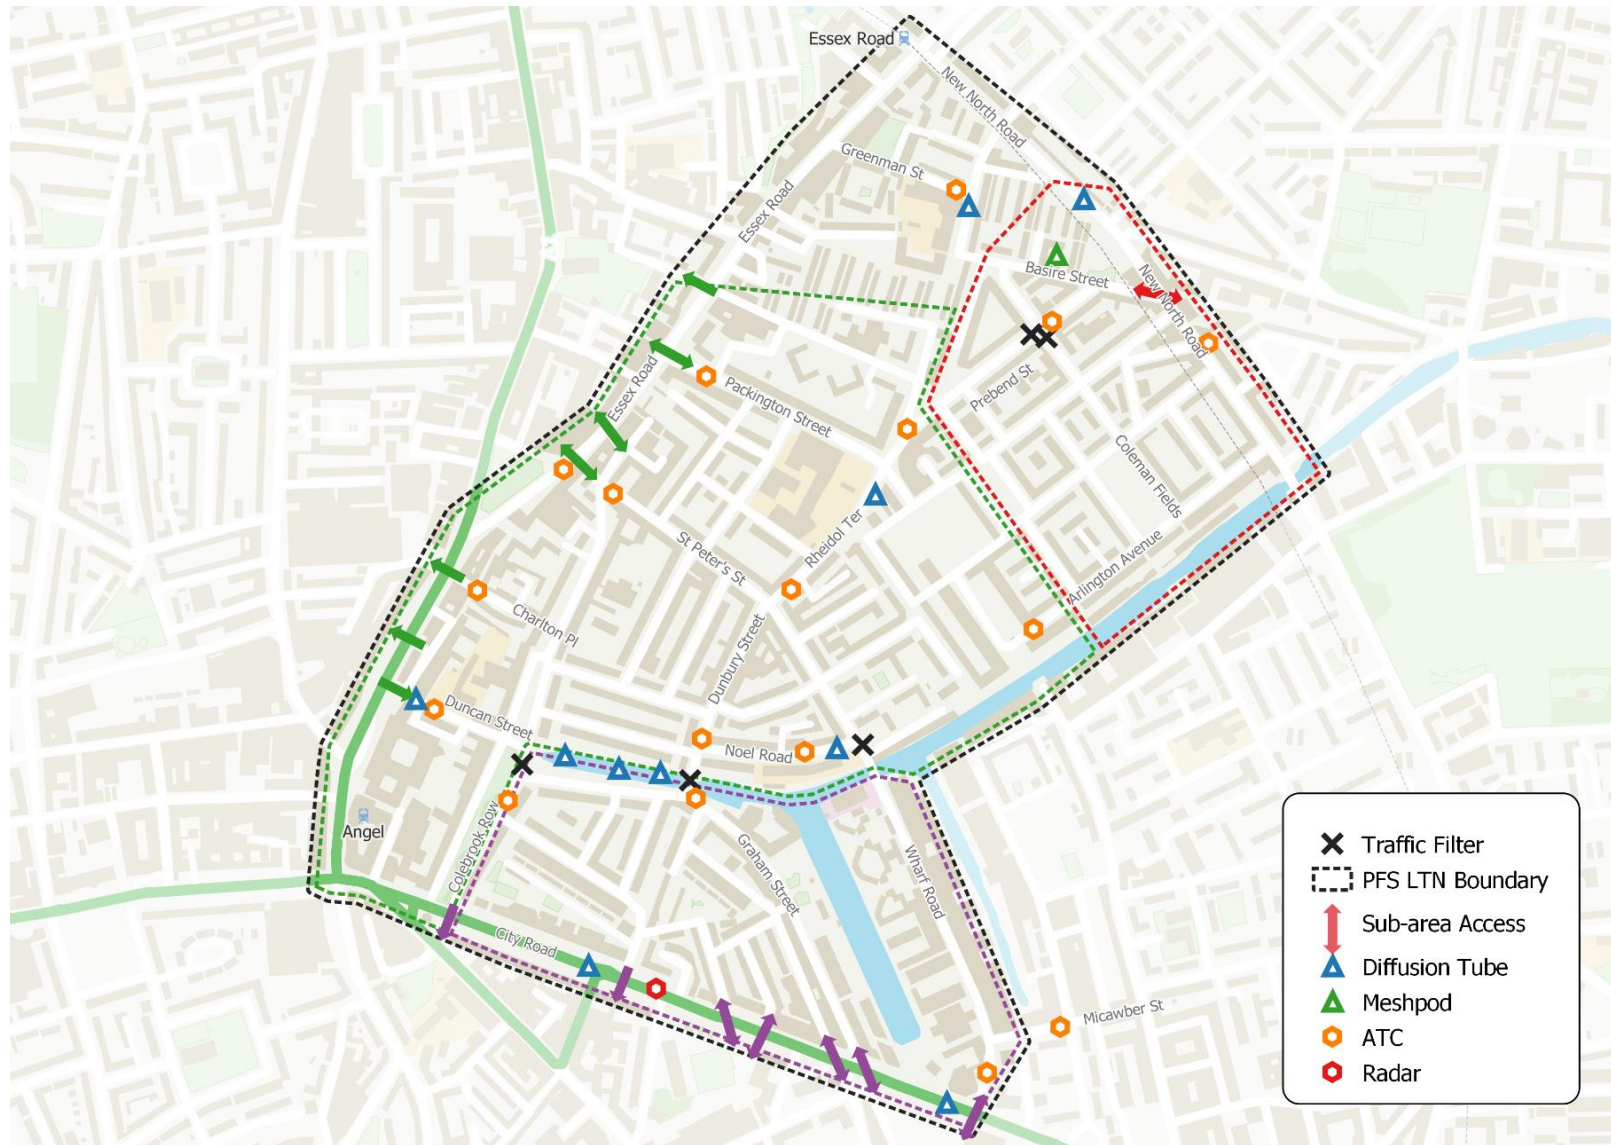 Essex Road
New North Road
Greenman St
Essex Road
Basire Street
New North Road
Essex Road
Packington Street
Prebend St
Coleman Fields
Rheidol Ter
St Peter's St
Arlington Avenue
Charlton Pl
Dunbury Street
Duncan Street
Noel Road
Angel
Colebrook Row
Graham Street
Wharf Road
City Road
Micawber St
Traffic Filter
PFS LTN Boundary
Sub-area Access
Diffusion Tube
Meshpod
ATC
Radar